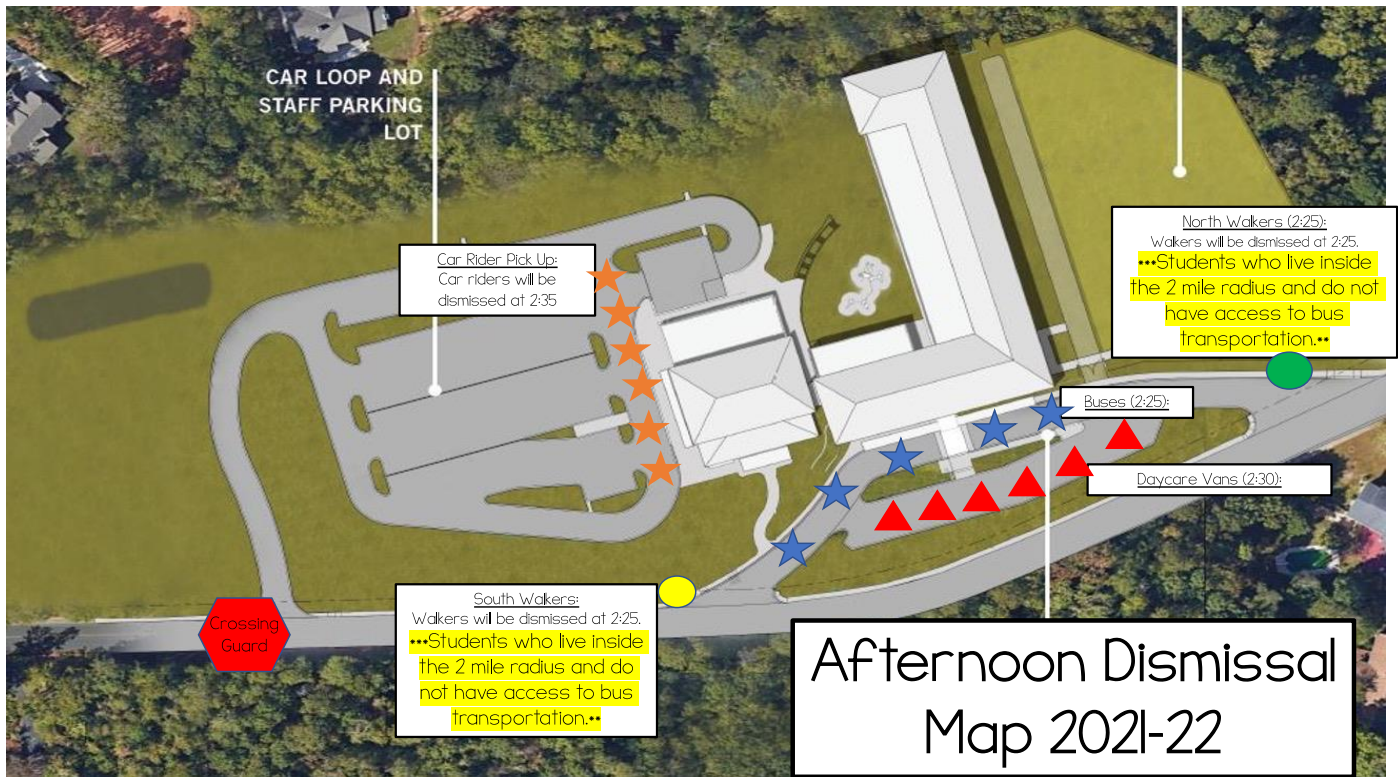 CAR LOOP AND
STAFF PARKING
LOT
Car Rider Pick Up:
Car riders will be
dismissed at 2:35
North Walkers (2:25):
Walkers will be dismissed at 2:25.
***Students who live inside
the 2 mile radius and do not
have access to bus
transportation.**
Buses (2:25):
Daycare Vans (2:30):
Crossing
Guard
South Walkers:
Walkers will be dismissed at 2:25.
***Students who live inside
the 2 mile radius and do
not have access to bus
transportation.**
Afternoon Dismissal
Map 2021-22